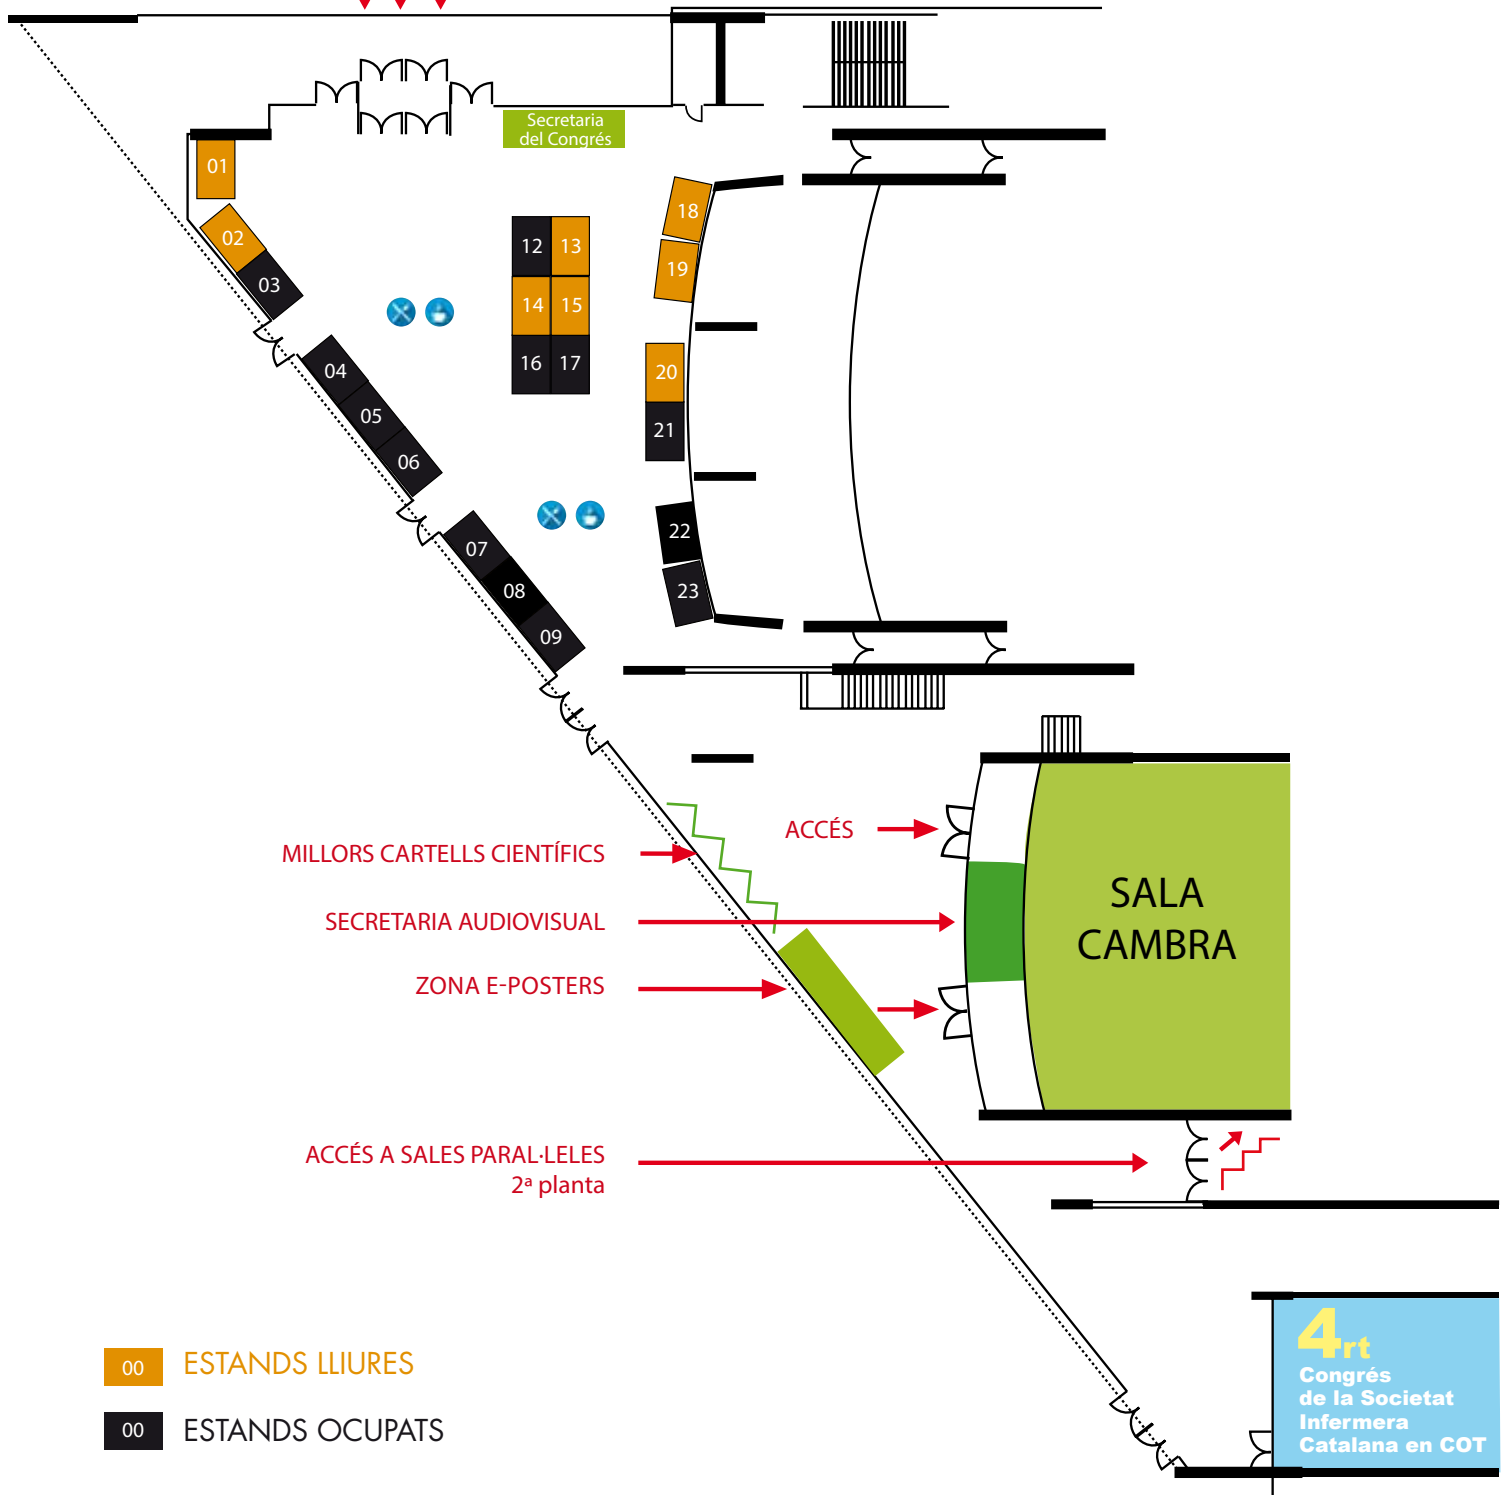 Secretaria
del Congrés
01
02
03
04
05
06
07
08
09
12
13
14
15
16
17
18
19
20
21
22
23
ACCÉS
MILLORS CARTELLS CIENTÍFICS
SECRETARIA AUDIOVISUAL
ZONA E-POSTERS
SALA
CAMBRA
ACCÉS A SALES PARAL·LELES
2ª planta
00 ESTANDS LLIURES
00 ESTANDS OCUPATS
4rt
Congrés
de la Societat
Infermera
Catalana en COT